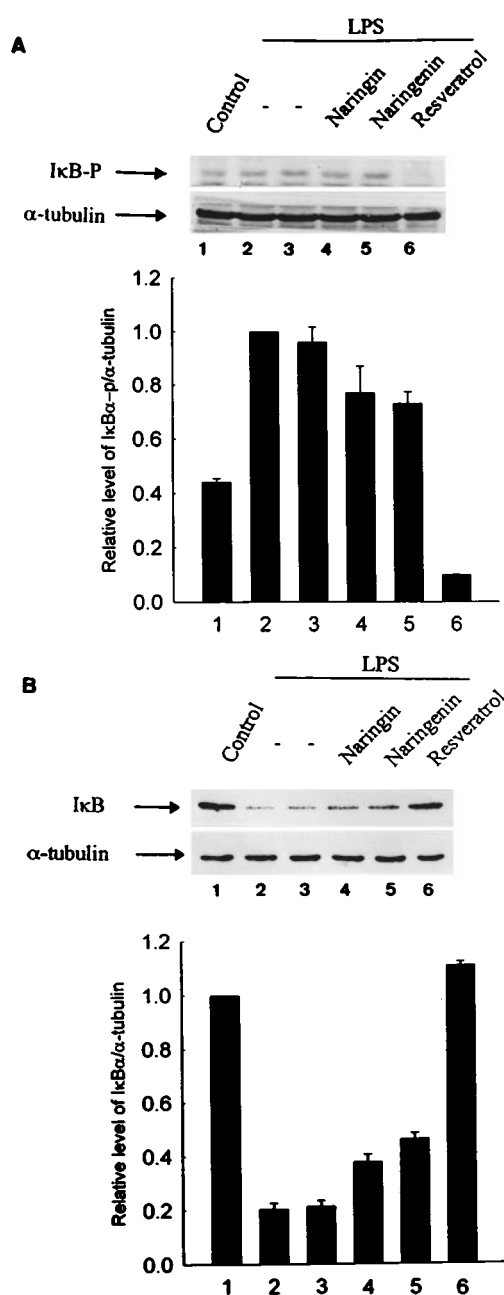 A
LPS
Control - - Naringin Naringenin Resveratrol
IκB-P
α-tubulin
1 2 3 4 5 6
Relative level of IκBα-p/α-tubulin
1.2
1.0
0.8
0.6
0.4
0.2
0.0
1 2 3 4 5 6
B
LPS
Control - - Naringin Naringenin Resveratrol
IκB
α-tubulin
1 2 3 4 5 6
Relative level of IκBα/α-tubulin
1.2
1.0
0.8
0.6
0.4
0.2
0.0
1 2 3 4 5 6